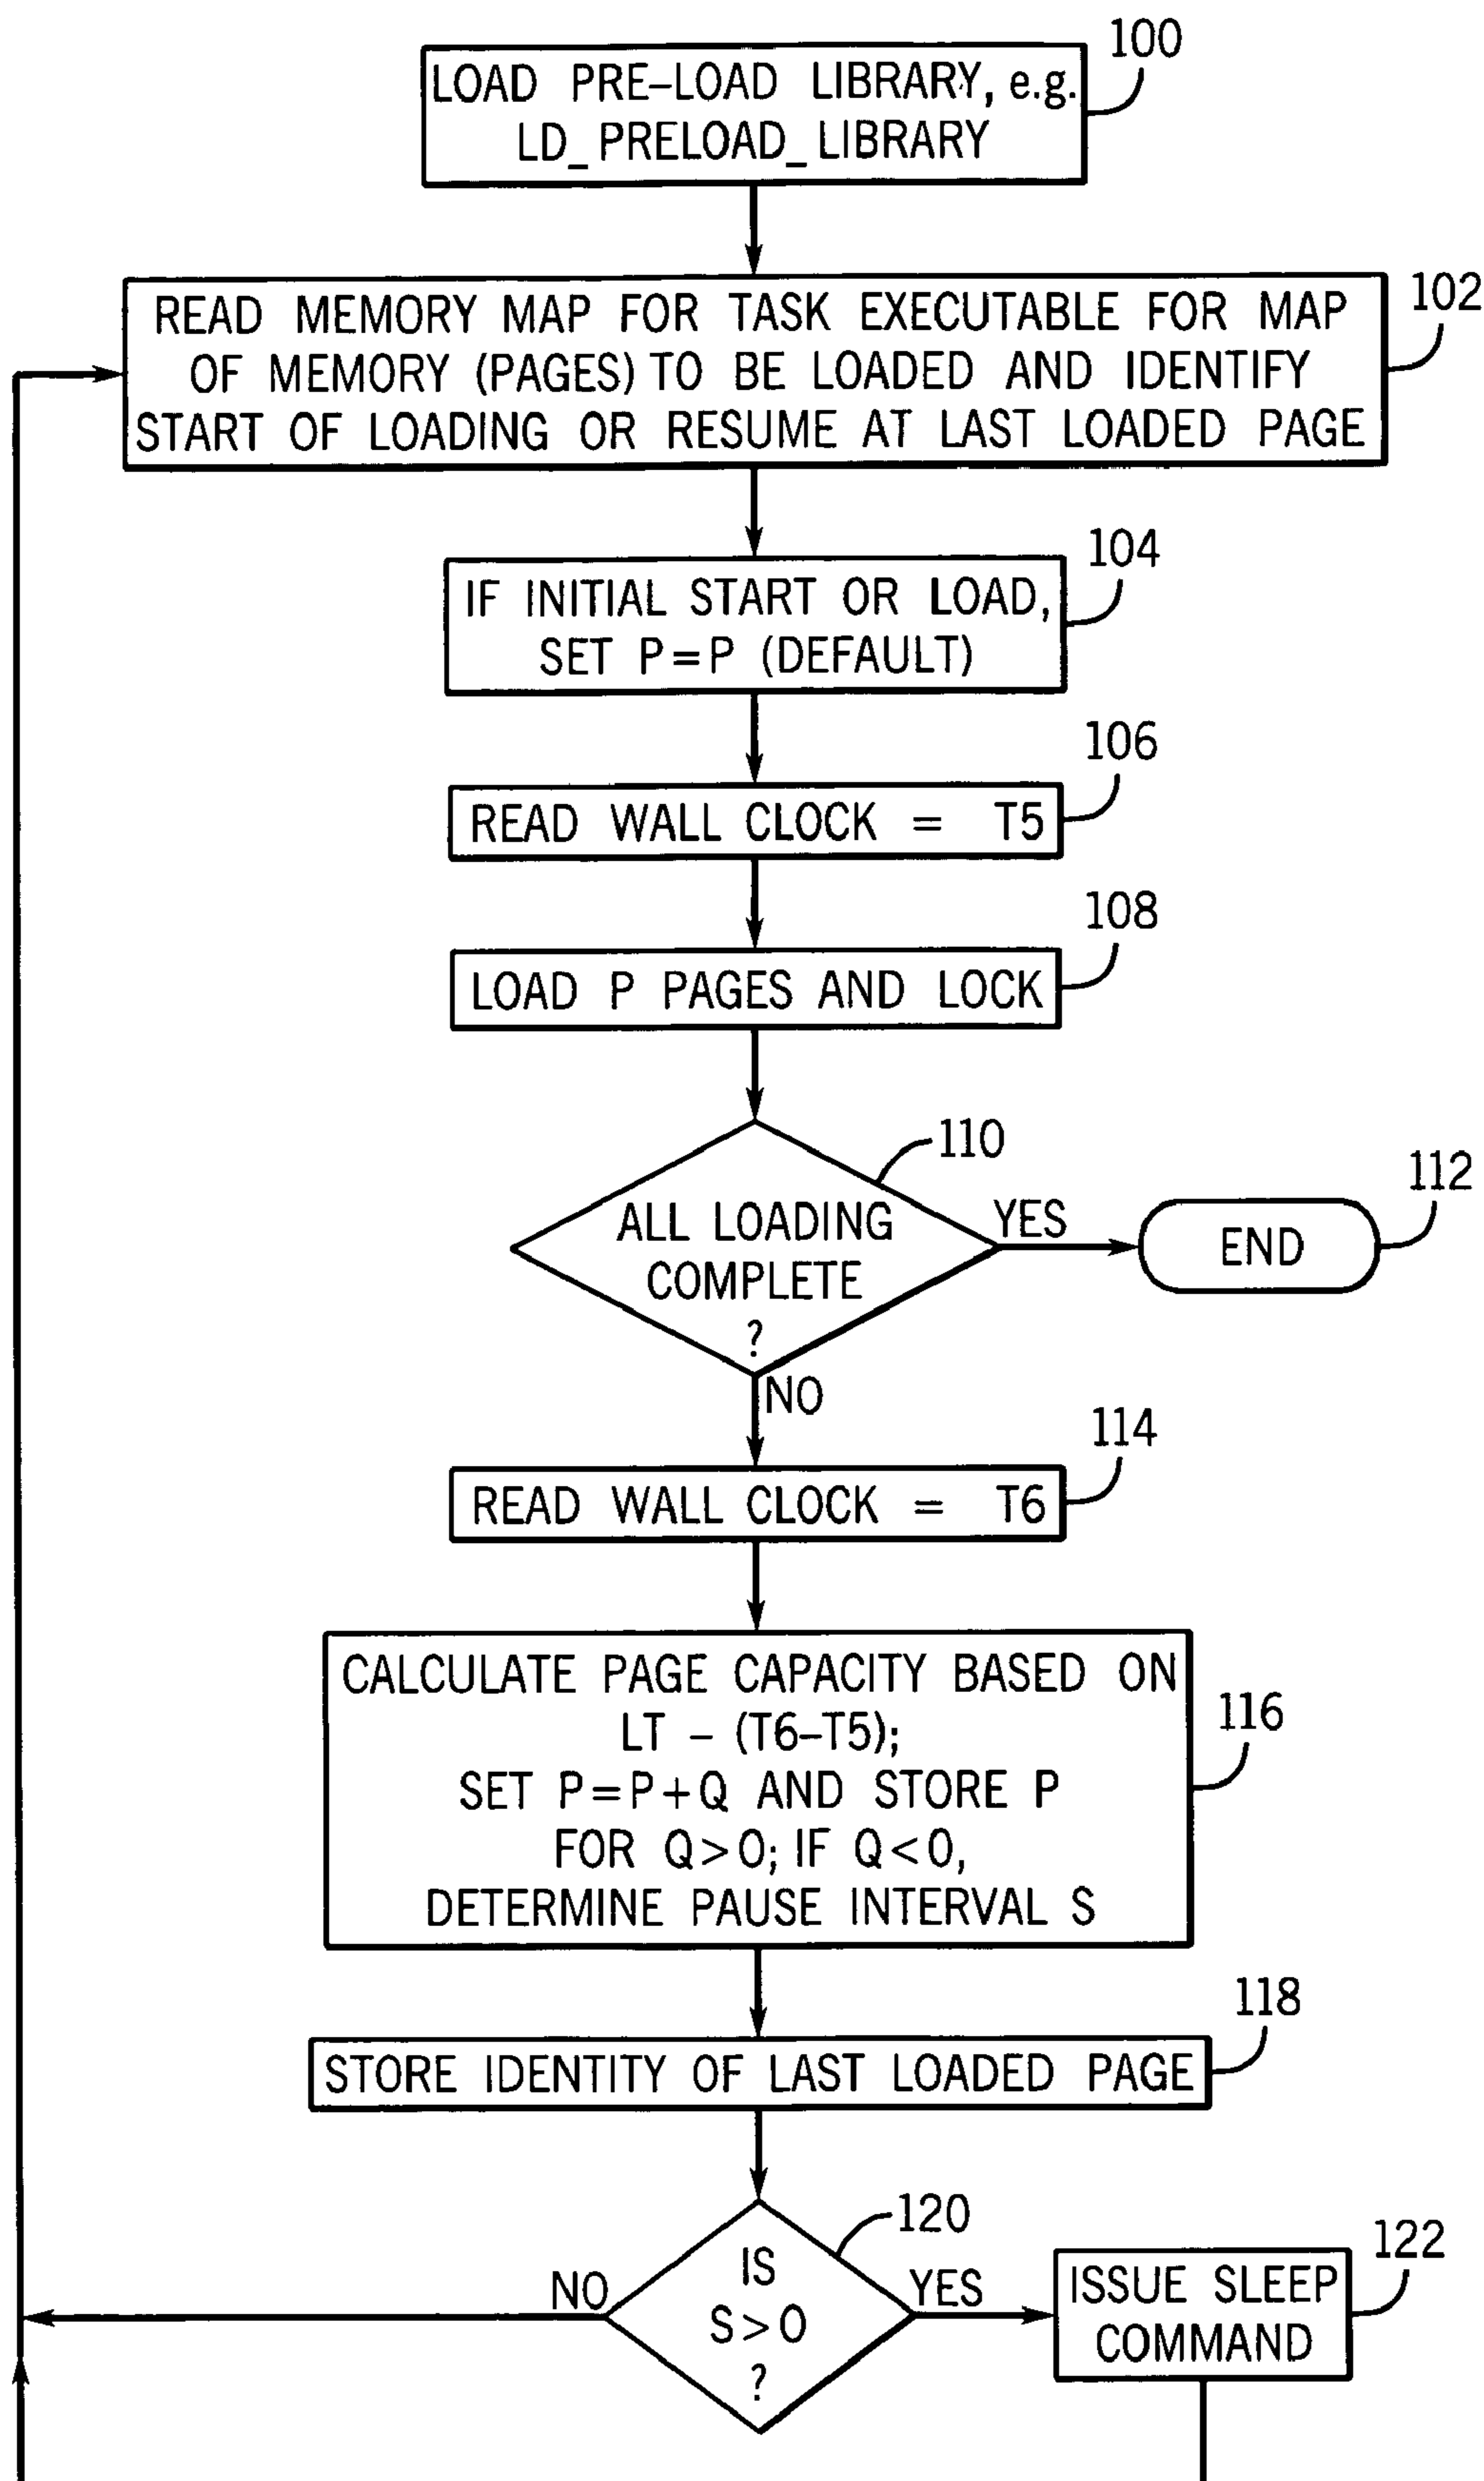 100
LOAD PRE-LOAD LIBRARY, e.g.
LD_PRELOAD_LIBRARY
102
READ MEMORY MAP FOR TASK EXECUTABLE FOR MAP
OF MEMORY (PAGES) TO BE LOADED AND IDENTIFY
START OF LOADING OR RESUME AT LAST LOADED PAGE
104
IF INITIAL START OR LOAD,
SET P=P (DEFAULT)
106
READ WALL CLOCK = T5
108
LOAD P PAGES AND LOCK
110
ALL LOADING
COMPLETE
?
YES
112
END
NO
114
READ WALL CLOCK = T6
116
CALCULATE PAGE CAPACITY BASED ON
LT - (T6-T5);
SET P=P+Q AND STORE P
FOR Q>0; IF Q<0,
DETERMINE PAUSE INTERVAL S
118
STORE IDENTITY OF LAST LOADED PAGE
120
IS
S>0
?
NO
YES
122
ISSUE SLEEP
COMMAND